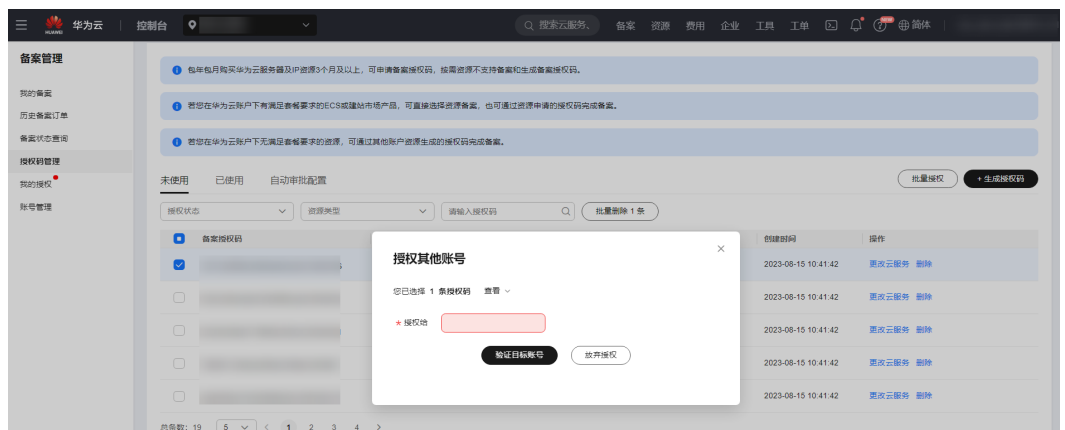 HUAWEI 华为云 控制台 搜索云服务、 备案 资源 费用 企业 工具 工单 简体
备案管理
我的备案
历史备案订单
备案状态查询
授权码管理
我的授权
账号管理
包年包月购买华为云服务器及IP资源3个月及以上，可申请备案授权码，按需资源不支持备案和生成备案授权码。
若您在华为云账户下有满足套餐要求的ECS或建站市场产品，可直接选择资源备案，也可通过资源申请的授权码完成备案。
若您在华为云账户下无满足套餐要求的资源，可通过其他账户资源生成的授权码完成备案。
未使用 已使用 自动审批配置 批量授权 + 生成授权码
授权状态 资源类型 请输入授权码 批量删除 1 条
备案授权码 创建时间 操作
2023-08-15 10:41:42 更改云服务 删除
2023-08-15 10:41:42 更改云服务 删除
2023-08-15 10:41:42 更改云服务 删除
2023-08-15 10:41:42 更改云服务 删除
2023-08-15 10:41:42 更改云服务 删除
授权其他账号
您已选择 1 条授权码 查看
* 授权给
验证目标账号 放弃授权
总条数: 19 5 < 1 2 3 4 >